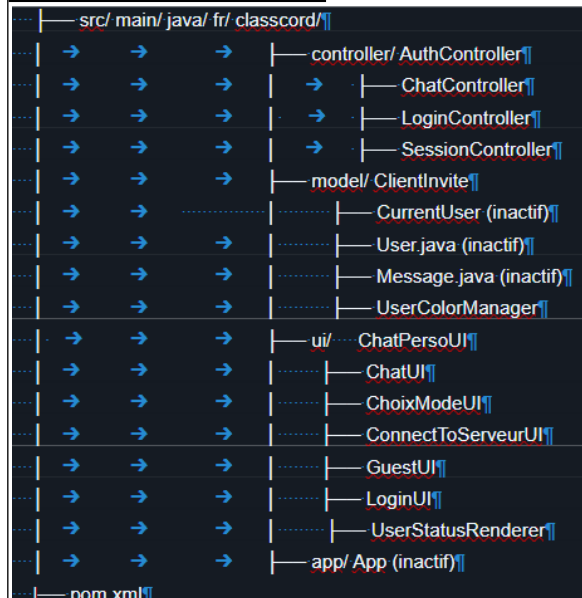 ├── src/ main/ java/ fr/ classcord/¶
├── controller/ AuthController¶
├── ChatController¶
├── LoginController¶
├── SessionController¶
├── model/ ClientInvite¶
├── CurrentUser (inactif)¶
├── User.java (inactif)¶
├── Message.java (inactif)¶
├── UserColorManager¶
├── ui/ ChatPersoUI¶
├── ChatUI¶
├── ChoixModeUI¶
├── ConnectToServeurUI¶
├── GuestUI¶
├── LoginUI¶
├── UserStatusRenderer¶
├── app/ App (inactif)¶
├── pom.xml¶